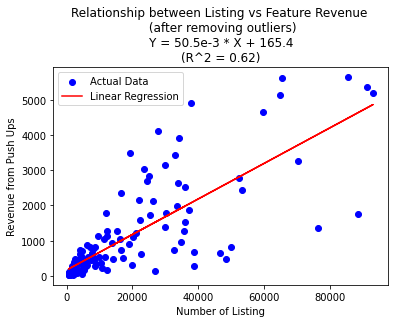 Relationship between Listing vs Feature Revenue
(after removing outliers)
Y = 50.5e-3 * X + 165.4
(R^2 = 0.62)
Actual Data
Linear Regression
Revenue from Push Ups
5000
4000
3000
2000
1000
0
0
20000
40000
60000
80000
Number of Listing